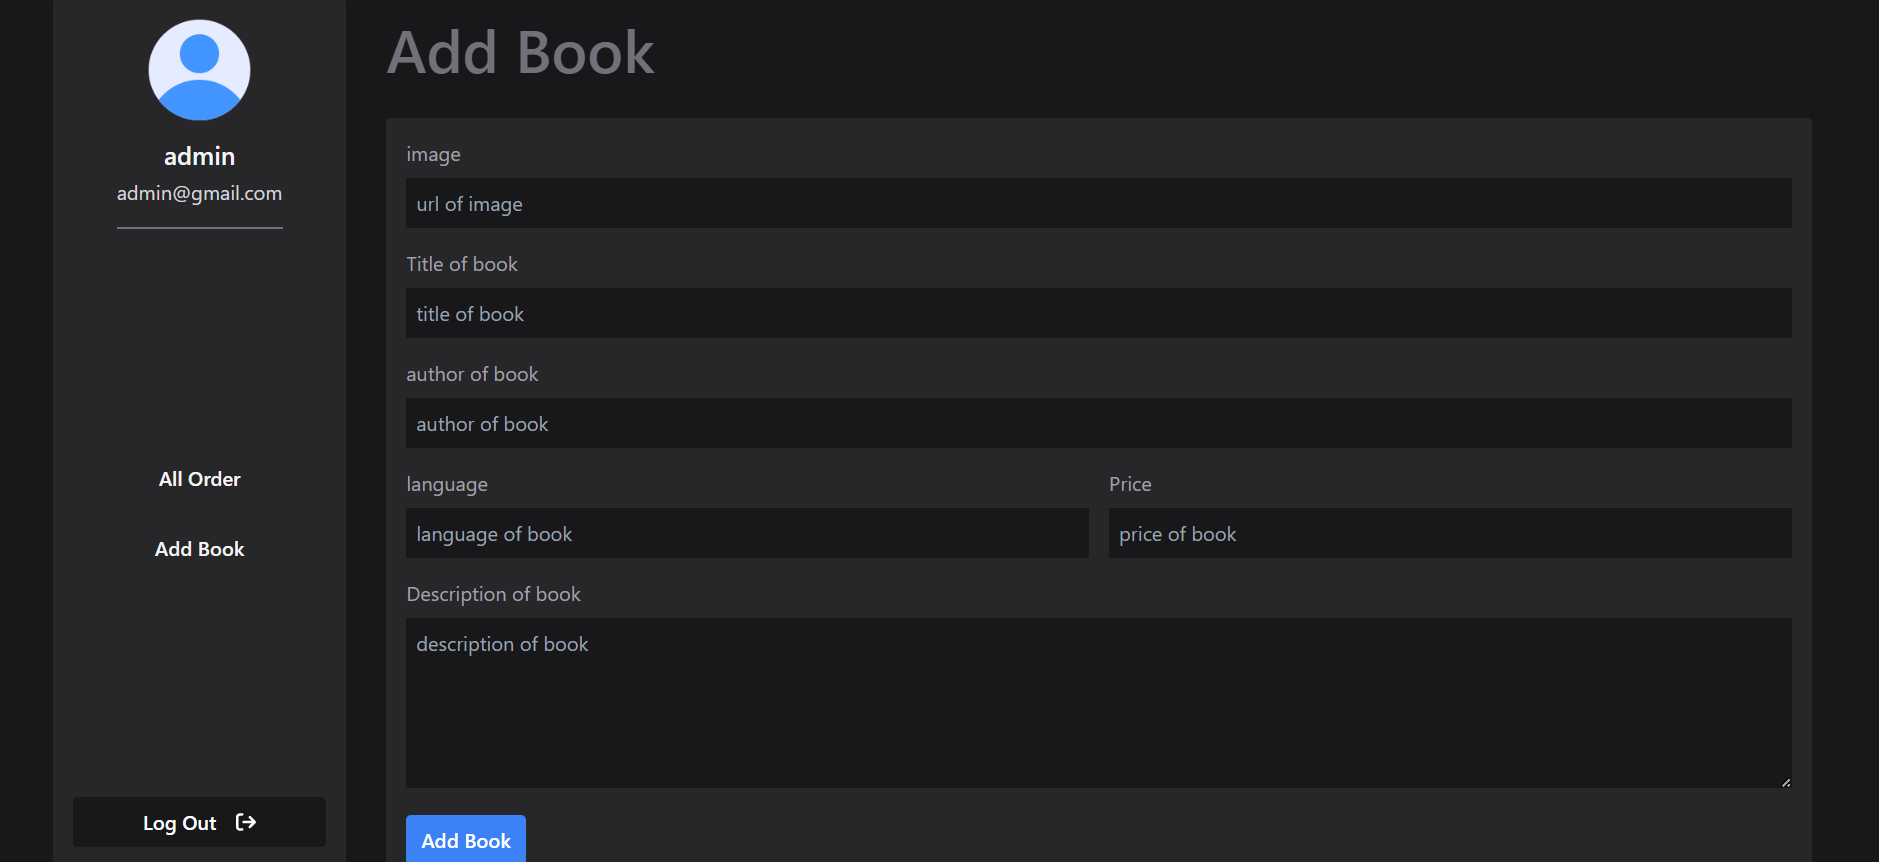 admin
admin@gmail.com
All Order
Add Book
Log Out
Add Book
image
url of image
Title of book
title of book
author of book
author of book
language
language of book
Price
price of book
Description of book
description of book
Add Book